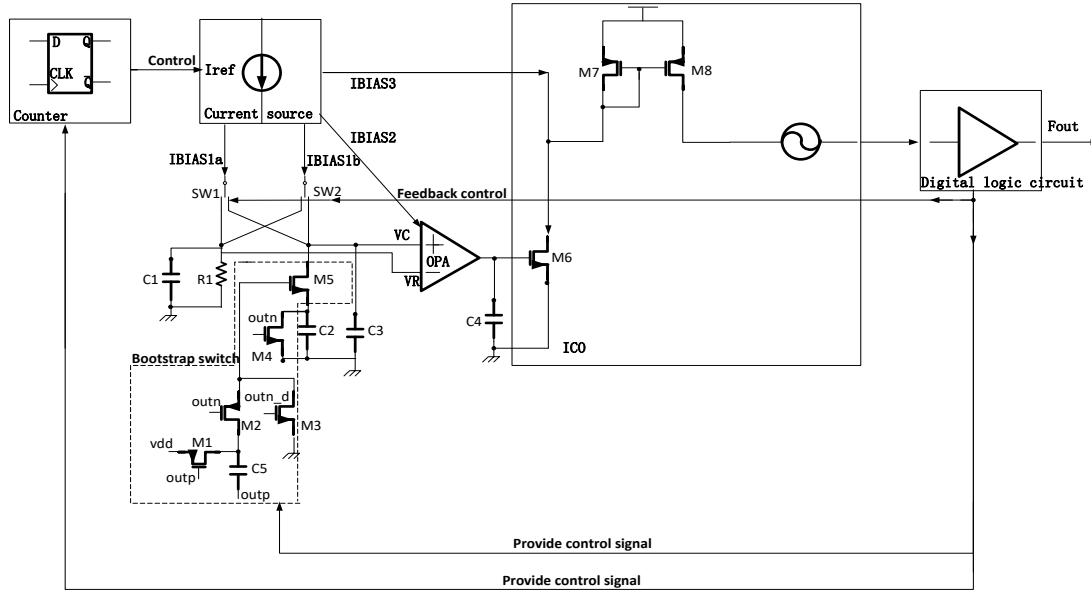 D Q
CLK Q
Counter
Control
Iref
Current source
IBIAS3
IBIAS2
IBIAS1a
IBIAS1b
SW1
SW2
Feedback control
M7
M8
Fout
Digital logic circuit
VC
OPA
VR
M6
C1
R1
M5
outn
C2
C3
M4
C4
ICO
Bootstrap switch
outn
outn_d
M2
M3
vdd
M1
outp
C5
outp
Provide control signal
Provide control signal